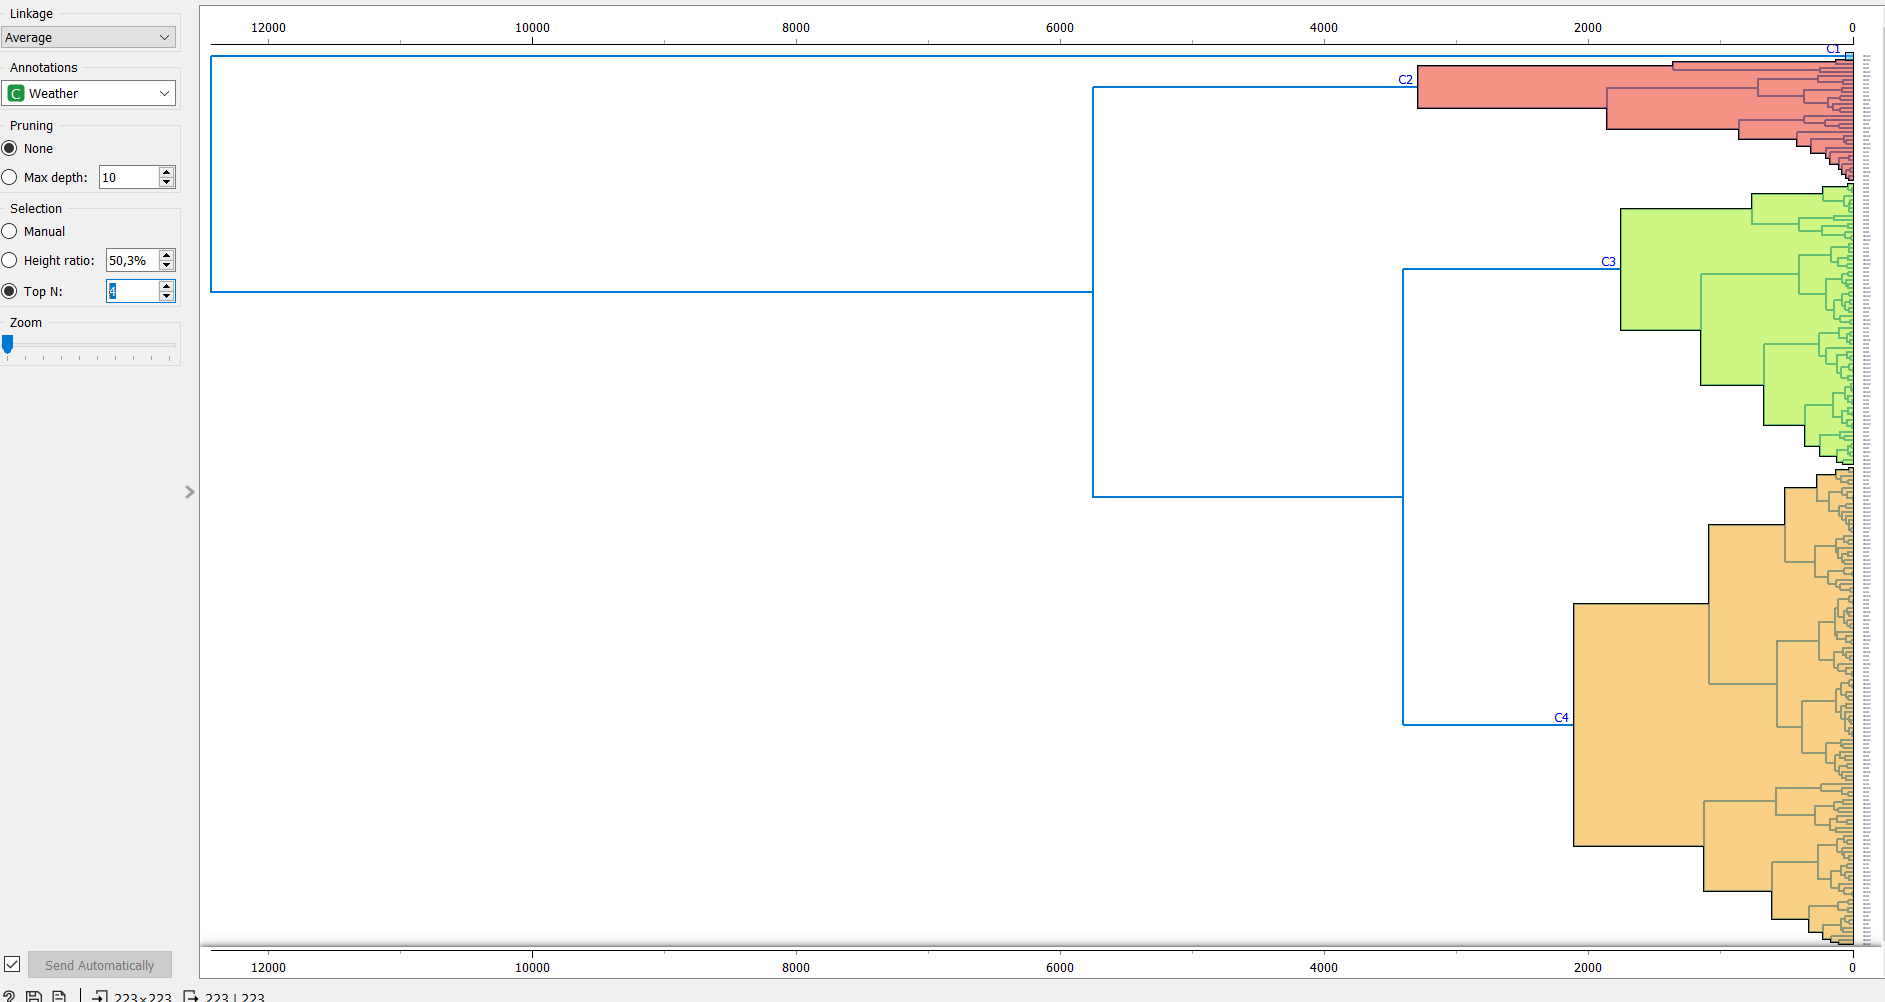 Linkage
Average
Annotations
C Weather
Pruning
None
Max depth: 10
Selection
Manual
Height ratio: 50,3%
Top N: 4
Zoom
Send Automatically
? 223×223 223 | 223
12000 10000 8000 6000 4000 2000 0
C1
C2
C3
C4
12000 10000 8000 6000 4000 2000 0